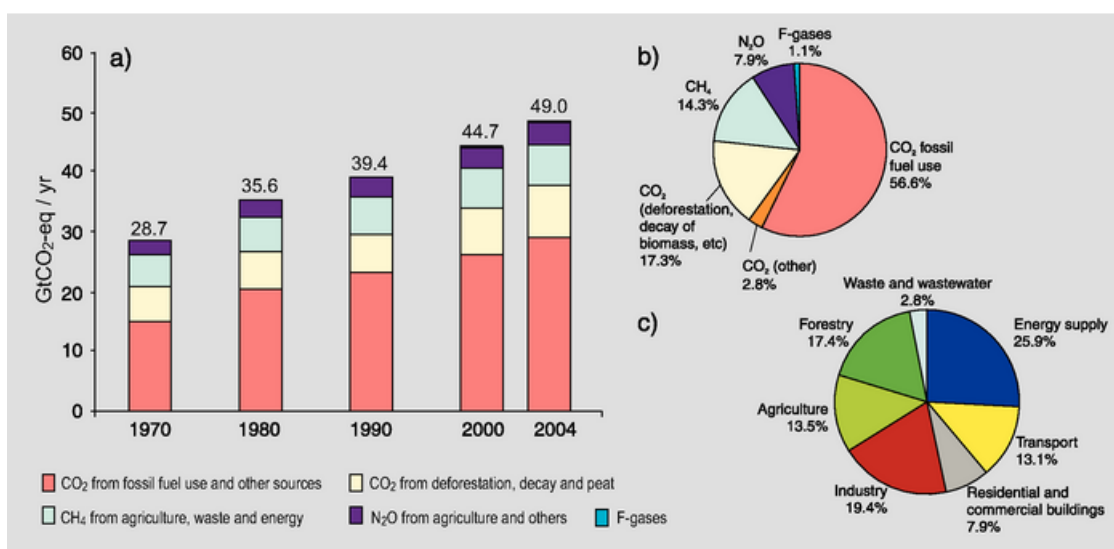 a)
GtCO₂-eq / yr
60
50
40
30
20
10
0
28.7
35.6
39.4
44.7
49.0
1970
1980
1990
2000
2004
CO₂ from fossil fuel use and other sources
CO₂ from deforestation, decay and peat
CH₄ from agriculture, waste and energy
N₂O from agriculture and others
F-gases
b)
F-gases
1.1%
N₂O
7.9%
CH₄
14.3%
CO₂ fossil
fuel use
56.6%
CO₂
(deforestation,
decay of
biomass, etc)
17.3%
CO₂ (other)
2.8%
c)
Waste and wastewater
2.8%
Forestry
17.4%
Energy supply
25.9%
Agriculture
13.5%
Transport
13.1%
Industry
19.4%
Residential and
commercial buildings
7.9%